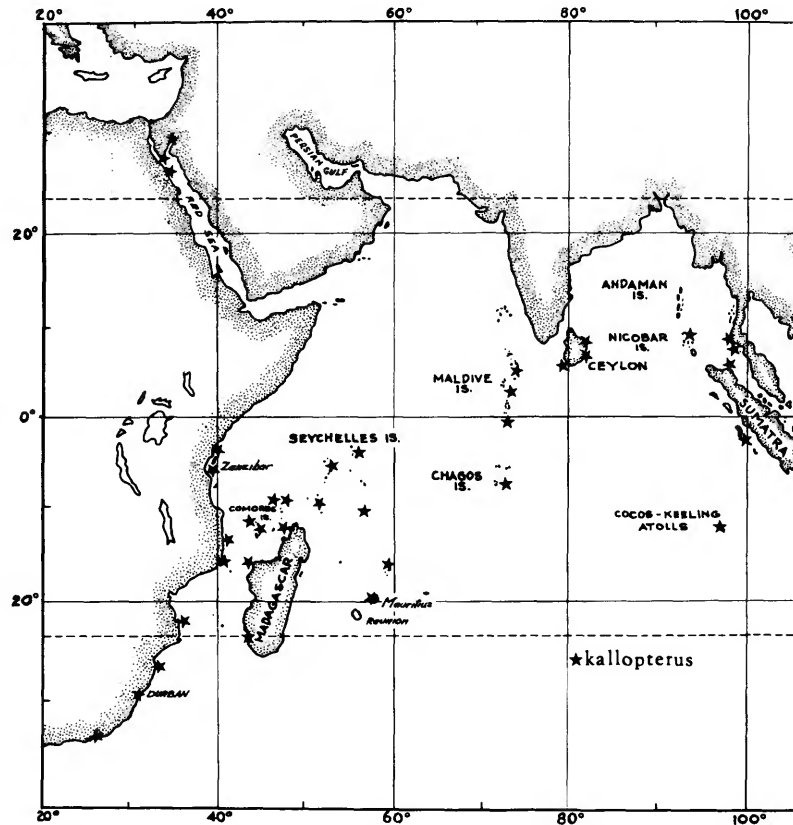 20° 40° 60° 80° 100°
PERSIAN GULF
RED SEA
20° 20°
ANDAMAN
IS.
NICOBAR
IS.
CEYLON
MALDIVE
IS.
SUMATRA
0° 0°
SEYCHELLES IS.
Zanzibar
CHAGOS
IS.
COMOROS
IS.
COCOS-KEELING
ATOLLS
MADAGASCAR
20° Mauritius 20°
Reunion
kallopterus
DURBAN
20° 40° 60° 80° 100°